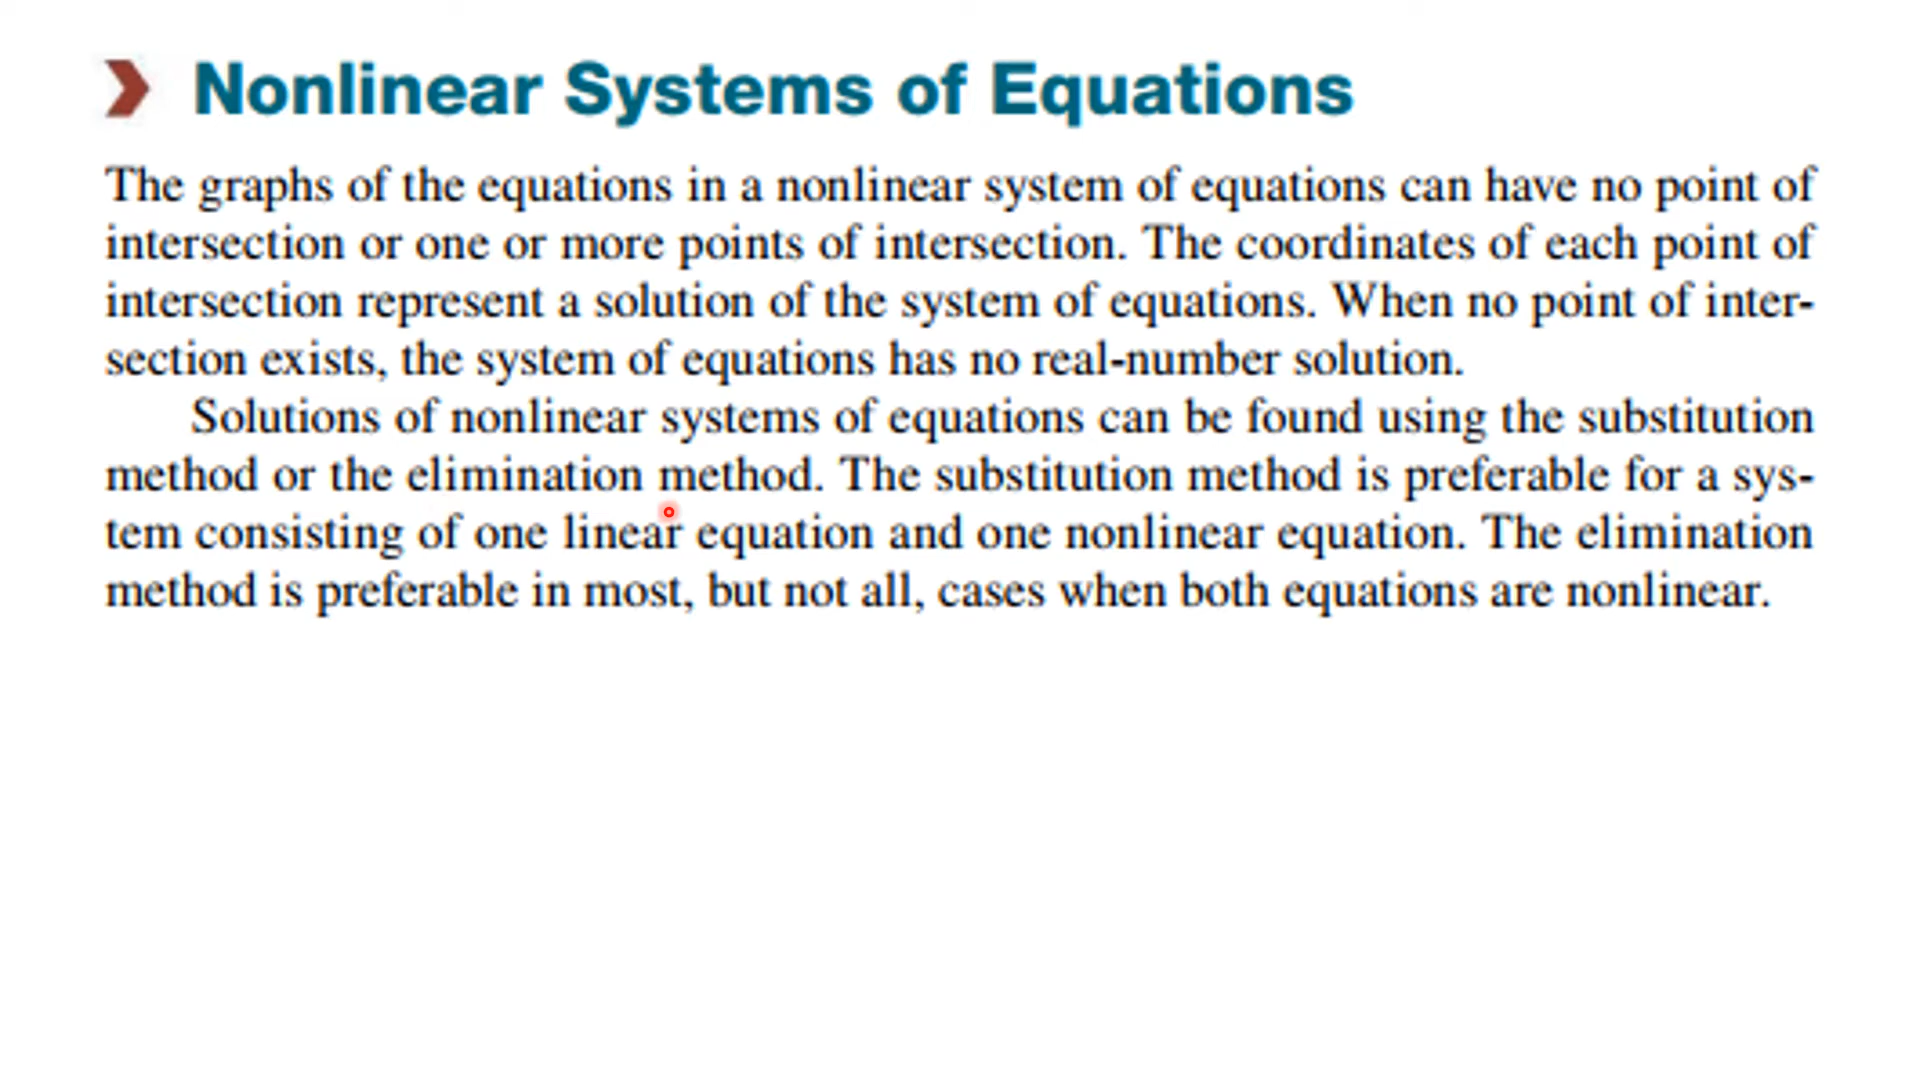 Nonlinear Systems of Equations
The graphs of the equations in a nonlinear system of equations can have no point of
intersection or one or more points of intersection. The coordinates of each point of
intersection represent a solution of the system of equations. When no point of inter-
section exists, the system of equations has no real-number solution.
Solutions of nonlinear systems of equations can be found using the substitution
method or the elimination method. The substitution method is preferable for a sys-
tem consisting of one linear equation and one nonlinear equation. The elimination
method is preferable in most, but not all, cases when both equations are nonlinear.